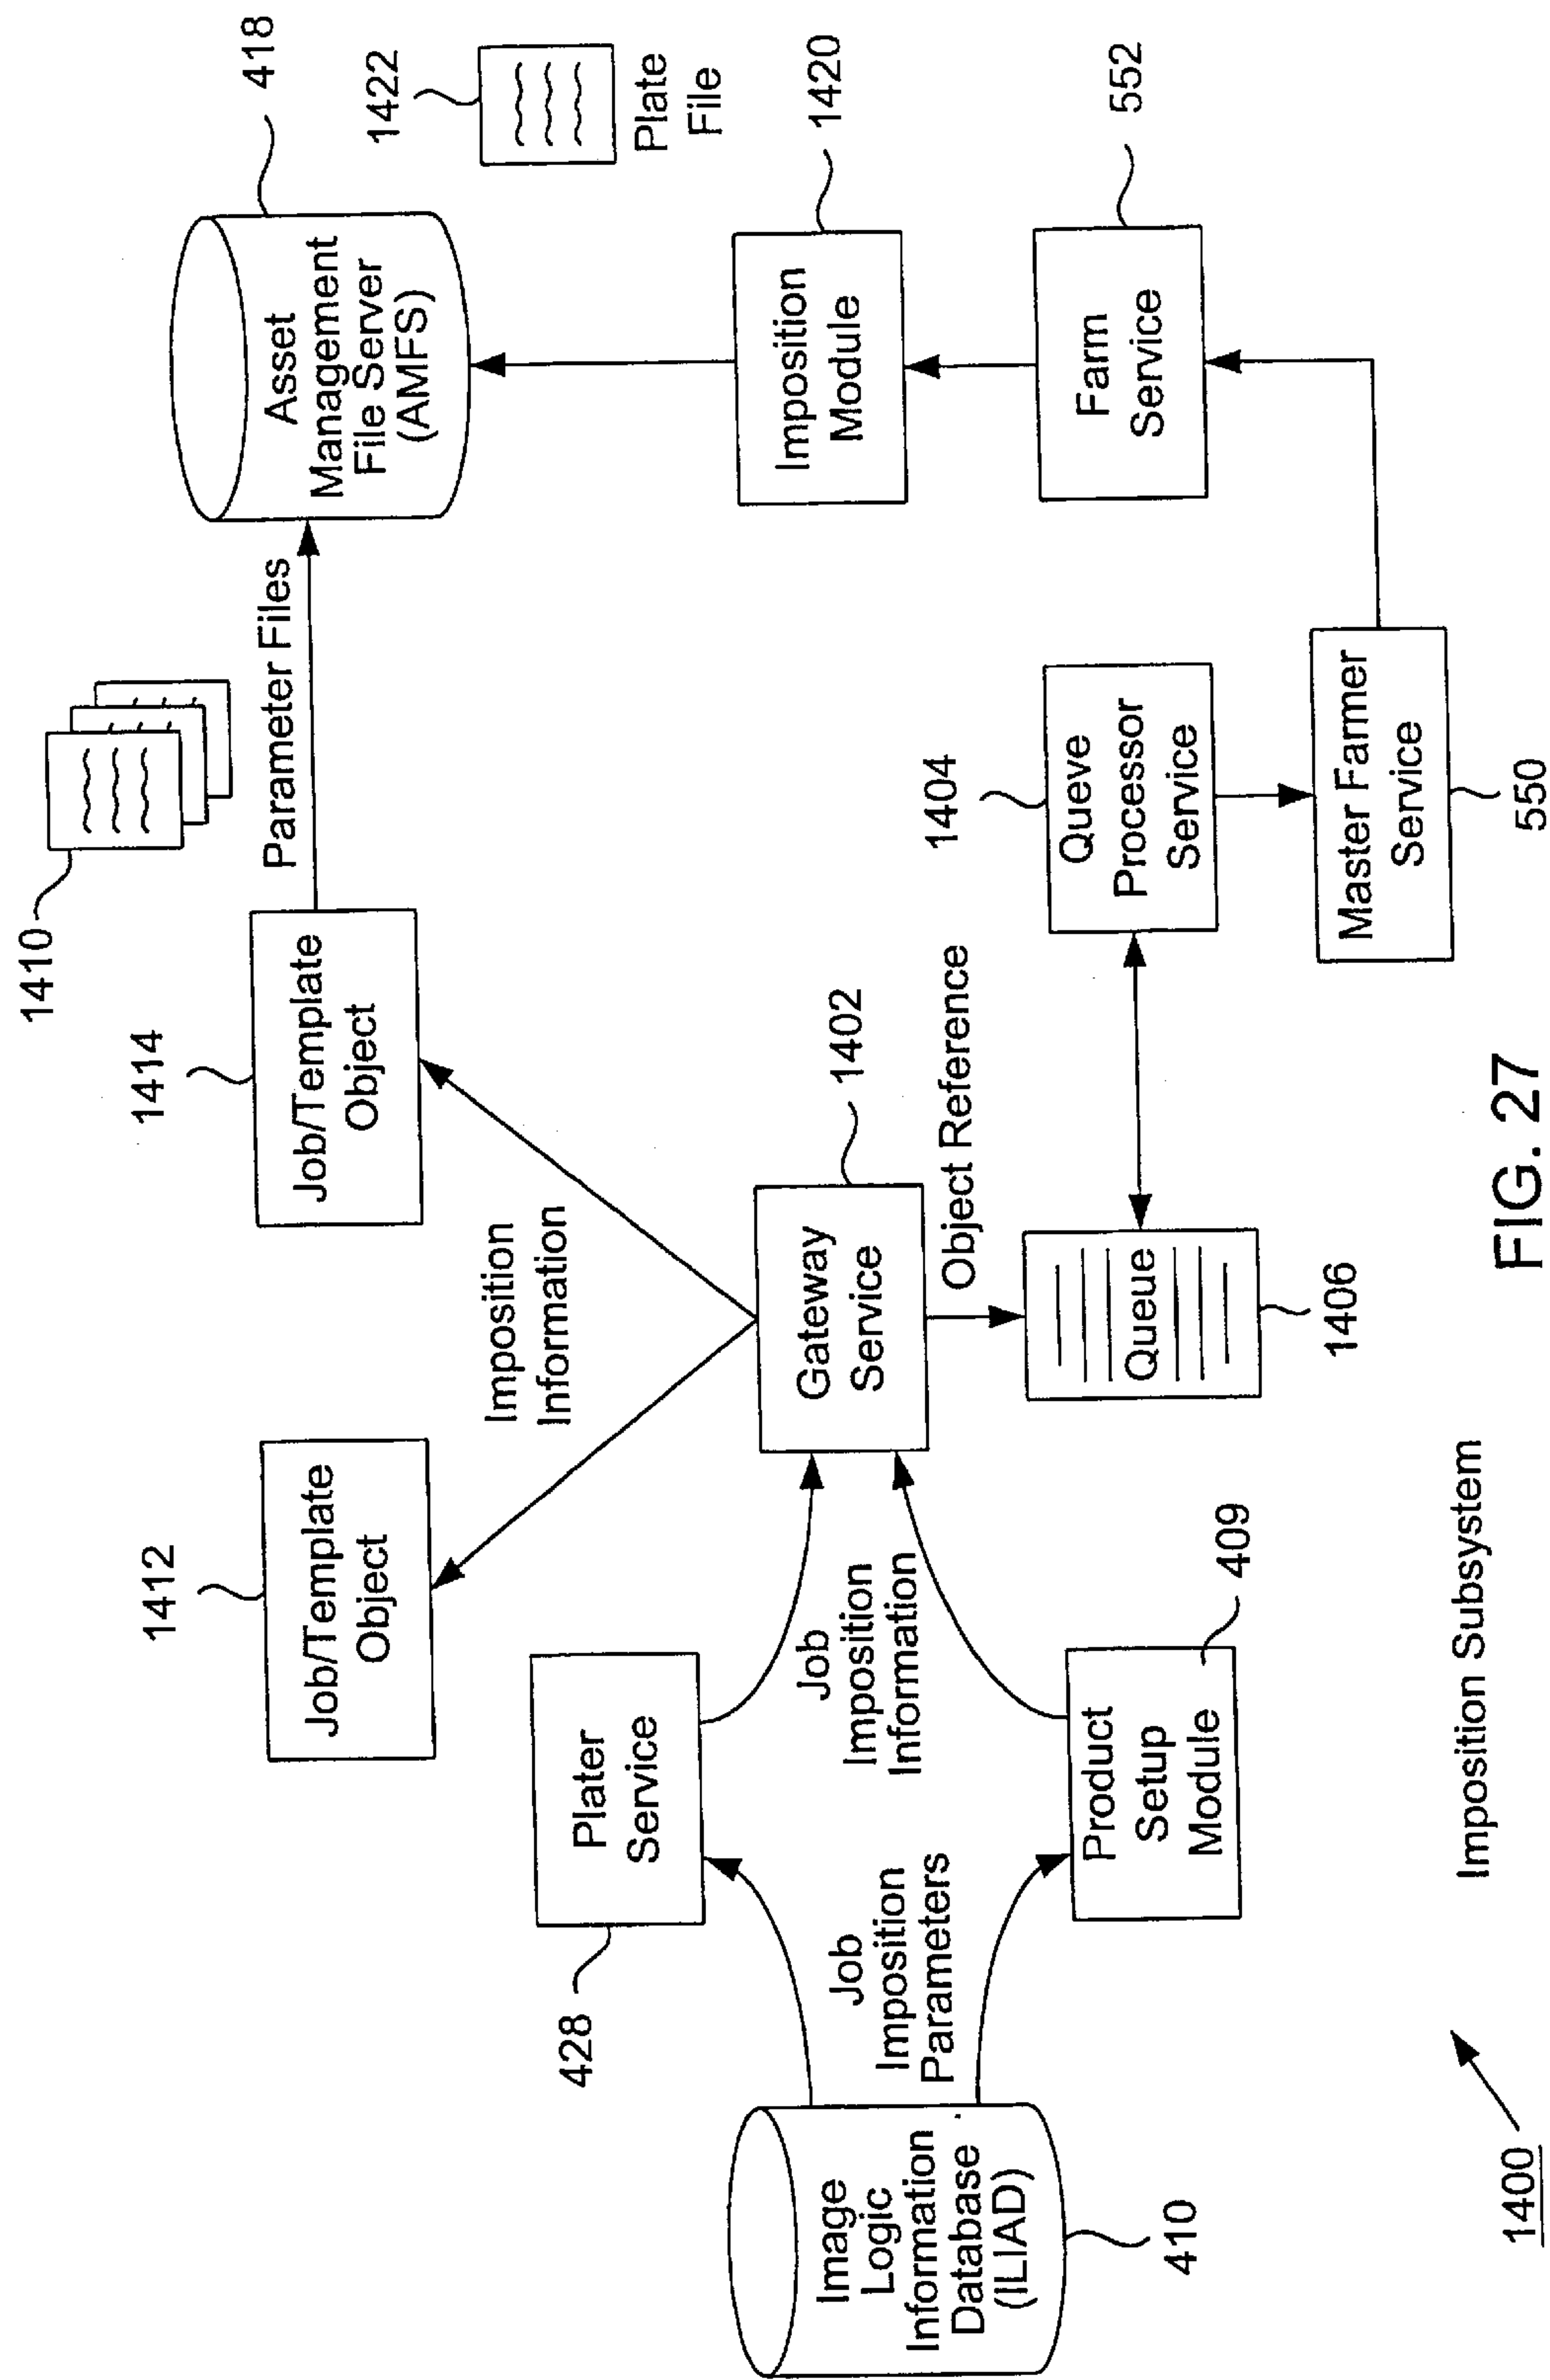 1410
Parameter Files
418
Asset
Management
File Server
(AMFS)
1422
Plate
File
1412
Job/Template
Object
1414
Job/Template
Object
Imposition
Information
428
Plater
Service
Image
Logic
Information
Database
(ILIAD)
410
Job
Imposition
Parameters
Job
Imposition
Information
Gateway
Service
1402
Object Reference
Imposition
Module
1420
Product
Setup
Module
409
Queue
1406
1404
Queve
Processor
Service
Farm
Service
552
Master Farmer
Service
550
1400
Imposition Subsystem
FIG. 27